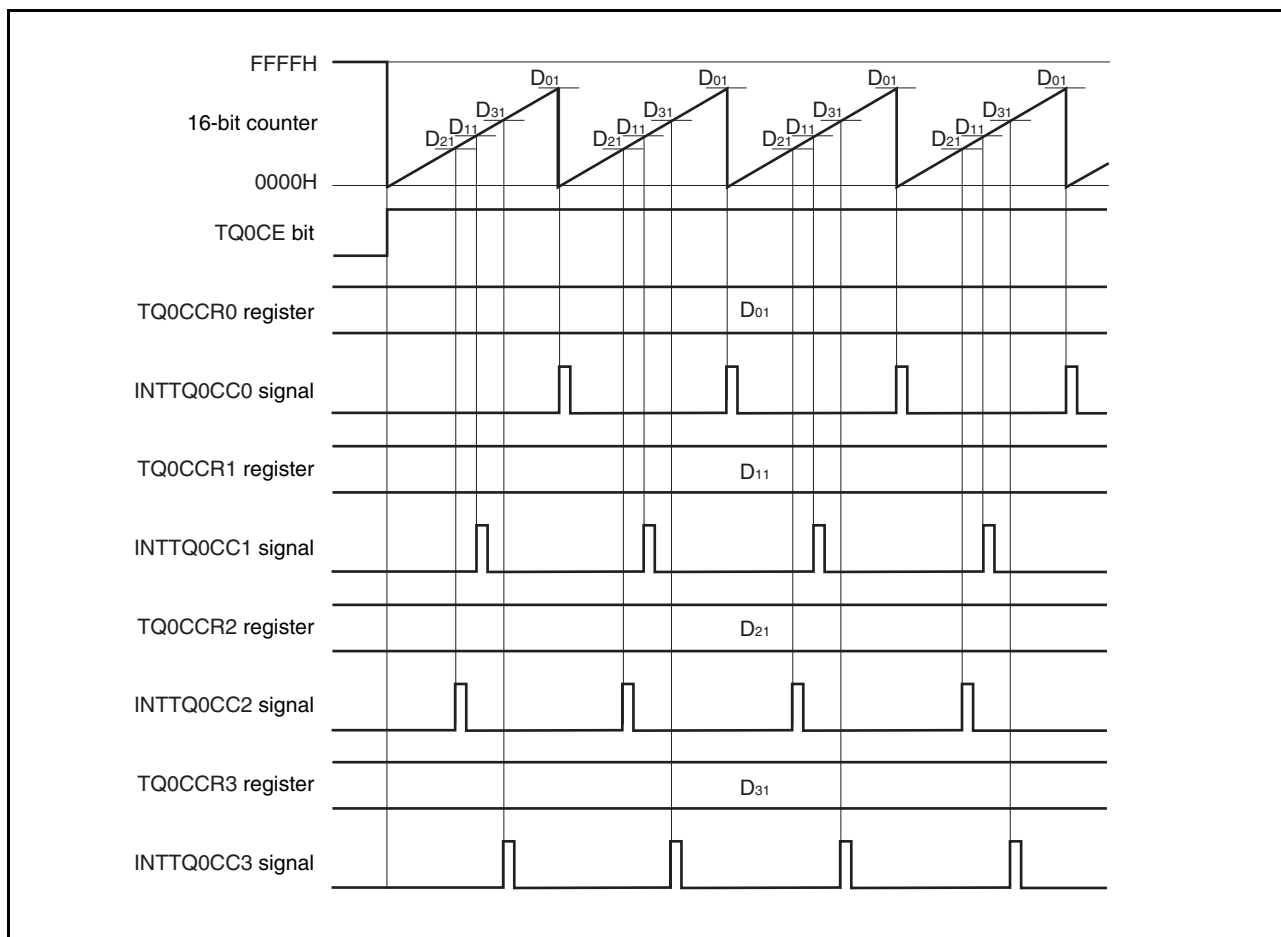 FFFFH
D01 D01 D01 D01
D31 D31 D31 D31
16-bit counter
D11 D11 D11 D11
D21 D21 D21 D21
0000H
TQ0CE bit
TQ0CCR0 register
D01
INTTQ0CC0 signal
TQ0CCR1 register
D11
INTTQ0CC1 signal
TQ0CCR2 register
D21
INTTQ0CC2 signal
TQ0CCR3 register
D31
INTTQ0CC3 signal